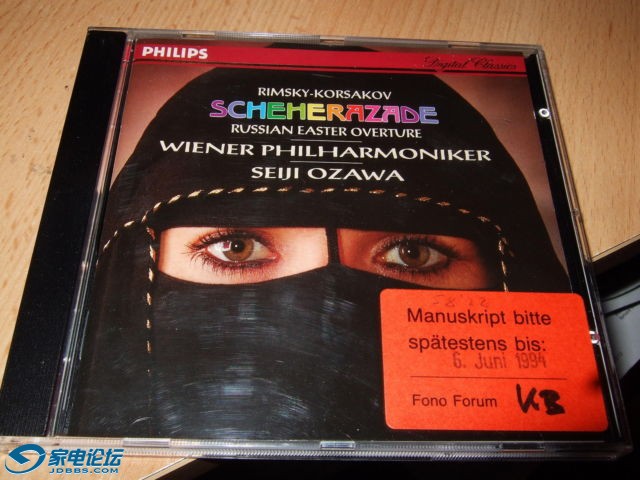 PHILIPS
Digital Classics
RIMSKY-KORSAKOV
SCHEHERAZADE
RUSSIAN EASTER OVERTURE
WIENER PHILHARMONIKER
SEIJI OZAWA
Manuskript bitte
spätestens bis:
6. Juni 1994
Fono Forum KB
家电论坛
JDBBS.COM